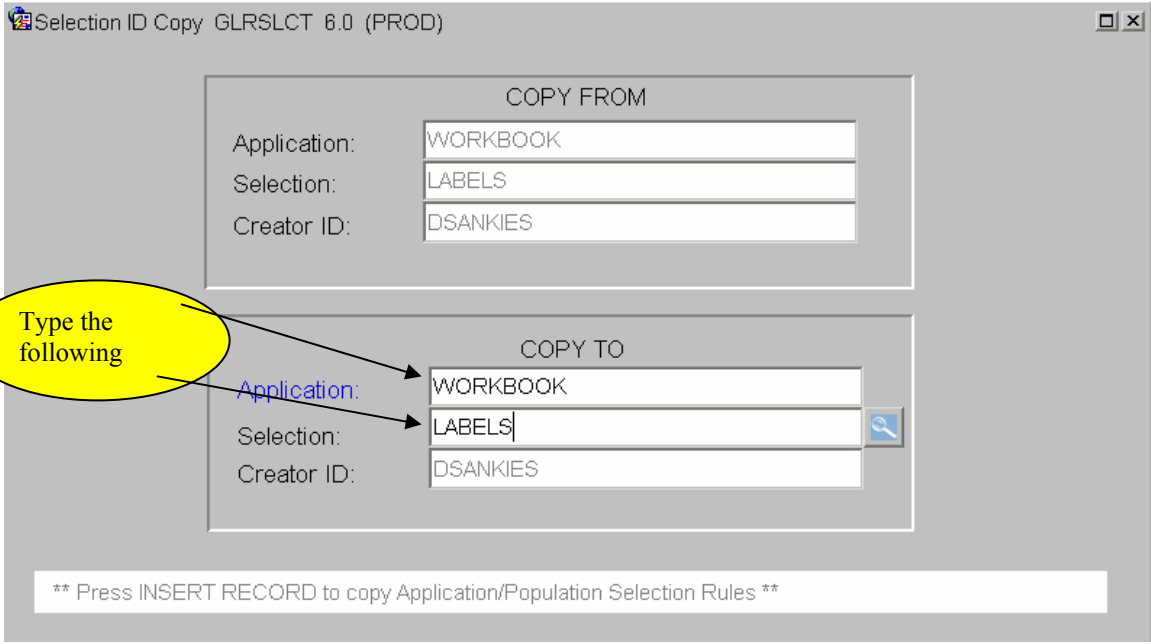 Selection ID Copy GLRSLCT 6.0 (PROD)
COPY FROM
Application: WORKBOOK
Selection: LABELS
Creator ID: DSANKIES
Type the
following
COPY TO
Application: WORKBOOK
Selection: LABELS
Creator ID: DSANKIES
** Press INSERT RECORD to copy Application/Population Selection Rules **